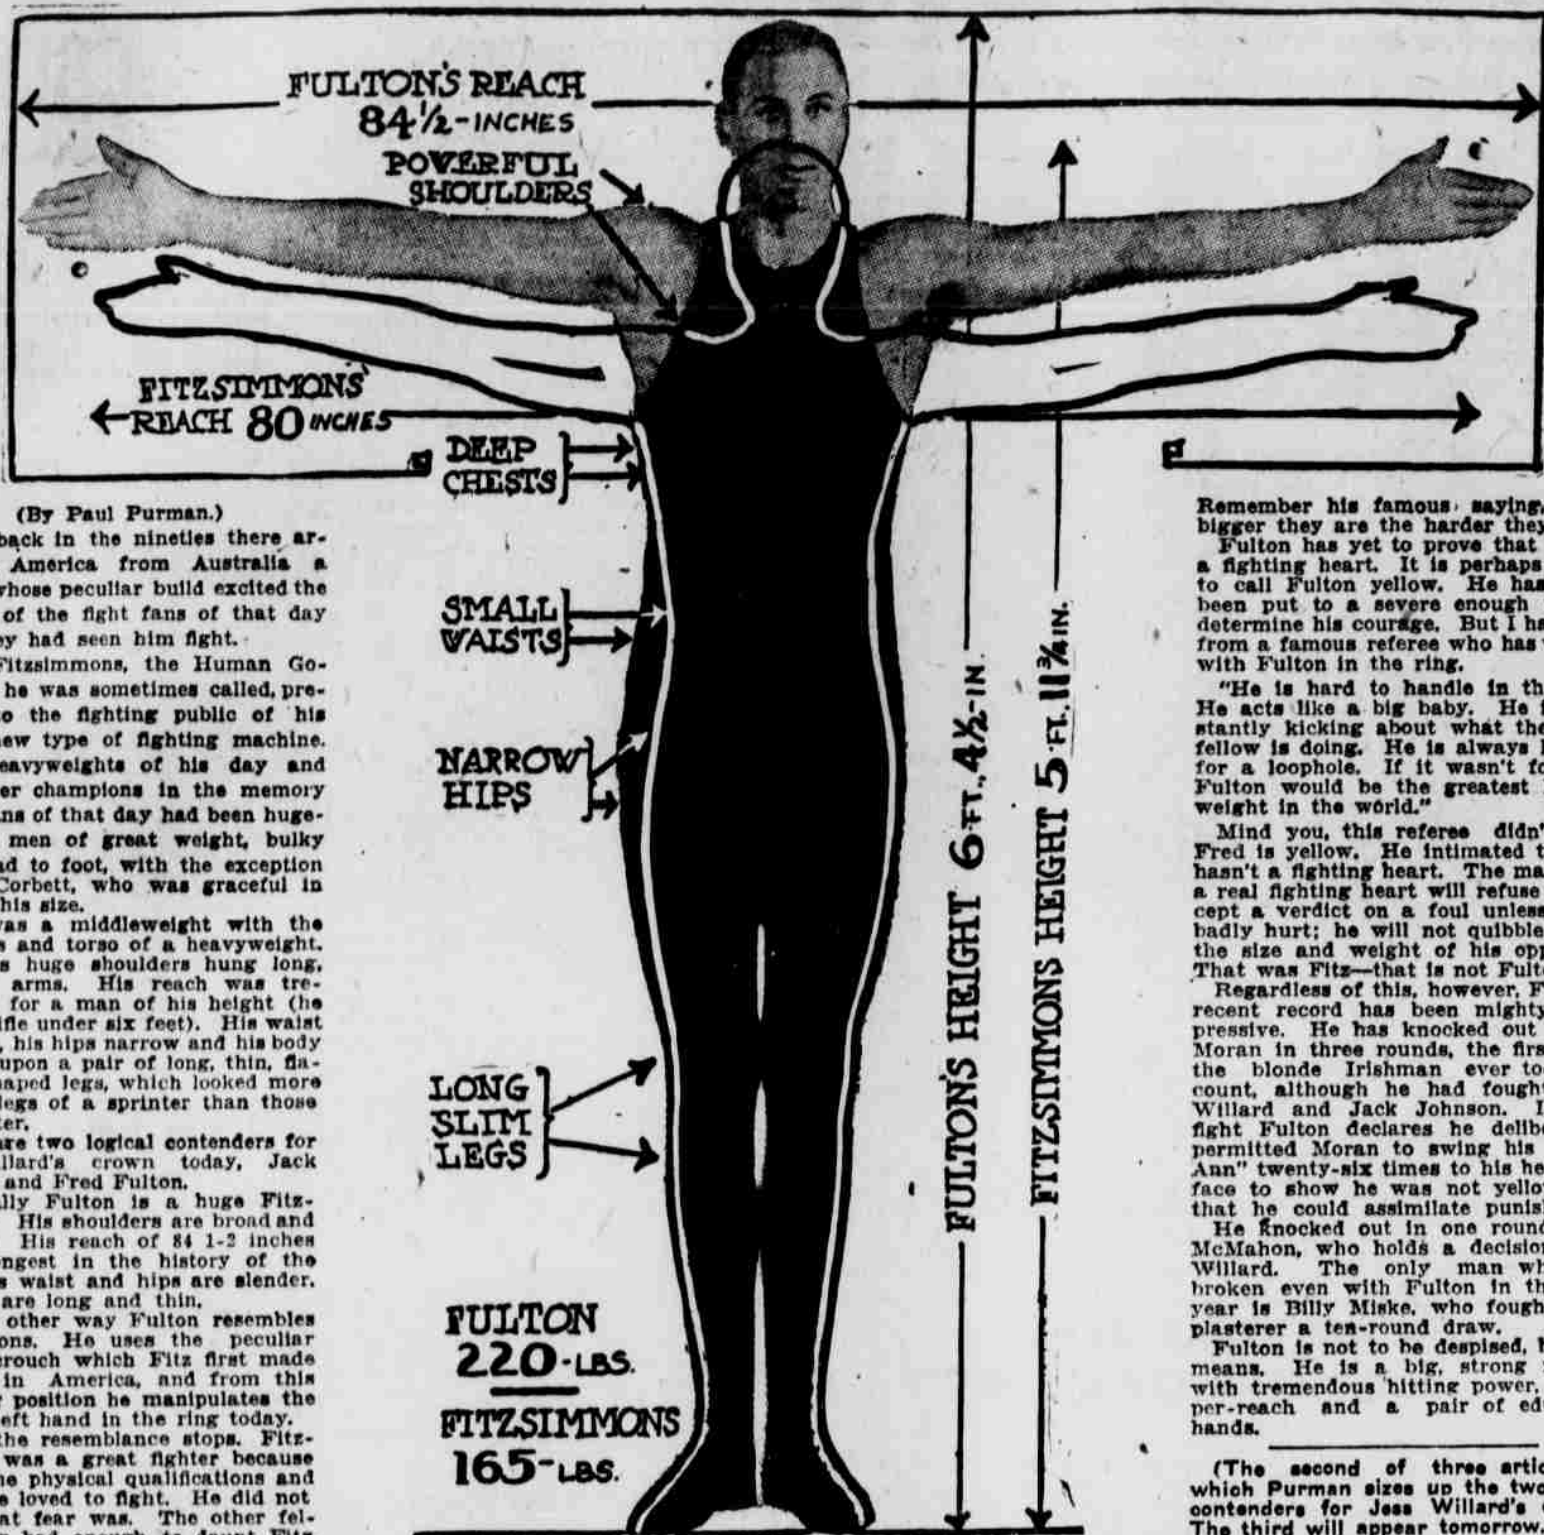 FULTON'S REACH
84½-INCHES
POWERFUL
SHOULDERS
FITZSIMMONS'
REACH 80 INCHES
DEEP
CHESTS
SMALL
WAISTS
NARROW
HIPS
LONG
SLIM
LEGS
FULTON
220-LBS.
FITZSIMMONS
165-LBS.
FULTON'S HEIGHT 6 FT., 4½-IN.
FITZSIMMONS HEIGHT 5 FT. 11¾ IN.
(By Paul Purman.)
back in the nineties there ar-
America from Australia a
whose peculiar build excited the
of the fight fans of that day
ey had seen him fight.
Fitzsimmons, the Human Go-
he was sometimes called, pre-
o the fighting public of his
new type of fighting machine.
eavyweights of his day and
er champions in the memory
ans of that day had been huge-
men of great weight, bulky
ad to foot, with the exception
Corbett, who was graceful in
his size.
was a middleweight with the
s and torso of a heavyweight.
s huge shoulders hung long,
arms. His reach was tre-
for a man of his height (he
ifle under six feet). His waist
, his hips narrow and his body
upon a pair of long, thin, fla-
haped legs, which looked more
legs of a sprinter than those
ter.
are two logical contenders for
illard's crown today, Jack
and Fred Fulton.
ally Fulton is a huge Fitz-
His shoulders are broad and
His reach of 84 1-2 inches
ngest in the history of the
s waist and hips are slender.
are long and thin.
other way Fulton resembles
ons. He uses the peculiar
crouch which Fitz first made
in America, and from this
r position he manipulates the
left hand in the ring today.
the resemblance stops. Fitz-
was a great fighter because
he physical qualifications and
e loved to fight. He did not
at fear was. The other fel-
had enough to daunt Fitz
Remember his famous saying,
bigger they are the harder they
Fulton has yet to prove that
a fighting heart. It is perhaps
to call Fulton yellow. He has
been put to a severe enough
determine his courage. But I ha
from a famous referee who has
with Fulton in the ring.
"He is hard to handle in th
He acts like a big baby. He i
stantly kicking about what the
fellow is doing. He is always l
for a loophole. If it wasn't fo
Fulton would be the greatest
weight in the world."
Mind you, this referee didn'
Fred is yellow. He intimated t
hasn't a fighting heart. The ma
a real fighting heart will refuse
cept a verdict on a foul unless
badly hurt; he will not quibble
the size and weight of his opp
That was Fitz—that is not Fult
Regardless of this, however, F
recent record has been mighty
pressive. He has knocked out
Moran in three rounds, the firs
the blonde Irishman ever to
count, although he had fought
Willard and Jack Johnson. I
fight Fulton declares he delibe
permitted Moran to swing his
Ann" twenty-six times to his he
face to show he was not yello
that he could assimilate punis
He knocked out in one round
McMahon, who holds a decision
Willard. The only man wh
broken even with Fulton in th
year is Billy Miske, who fough
plasterer a ten-round draw.
Fulton is not to be despised, b
means. He is a big, strong
with tremendous hitting power,
per-reach and a pair of ed
hands.
(The second of three artic
which Purman sizes up the two
contenders for Jess Willard's
The third will appear tomorrow.